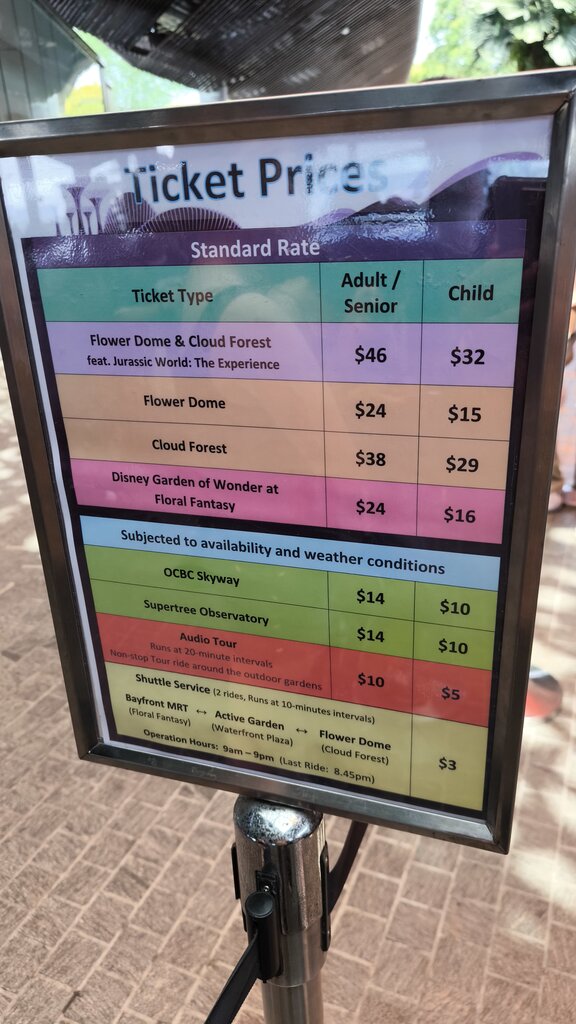 Ticket Prices
Standard Rate
Ticket Type
Adult /
Senior
Child
Flower Dome & Cloud Forest
feat. Jurassic World: The Experience
$46
$32
Flower Dome
$24
$15
Cloud Forest
$38
$29
Disney Garden of Wonder at
Floral Fantasy
$24
$16
Subjected to availability and weather conditions
OCBC Skyway
$14
$10
Supertree Observatory
$14
$10
Audio Tour
Runs at 20-minute intervals
Non-stop Tour ride around the outdoor gardens
$10
$5
Shuttle Service (2 rides, Runs at 10-minutes intervals)
Bayfront MRT ↔ Active Garden ↔ Flower Dome
(Floral Fantasy) (Waterfront Plaza) (Cloud Forest)
Operation Hours: 9am – 9pm (Last Ride: 8.45pm)
$3